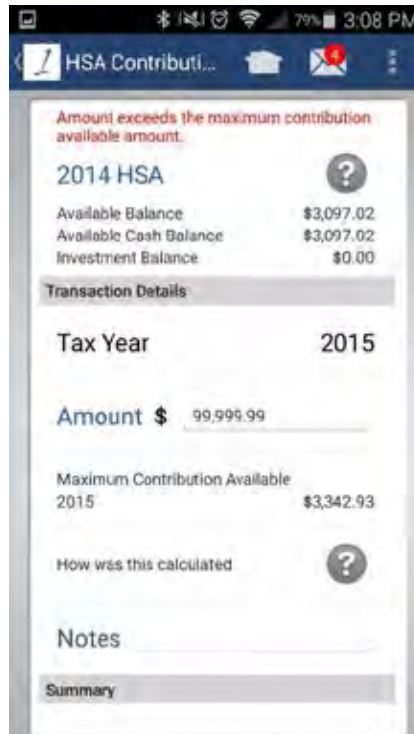 79% 3:08 PM
1 HSA Contributi... 4
Amount exceeds the maximum contribution
available amount.
2014 HSA ?
Available Balance $3,097.02
Available Cash Balance $3,097.02
Investment Balance $0.00
Transaction Details
Tax Year 2015
Amount $ 99,999.99
Maximum Contribution Available
2015 $3,342.93
How was this calculated ?
Notes
Summary